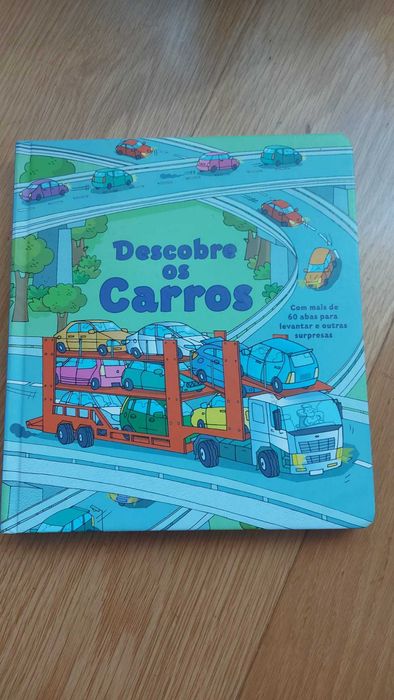 Descobre
os
Carros
Com mais de
60 abas para
levantar e outras
surpresas